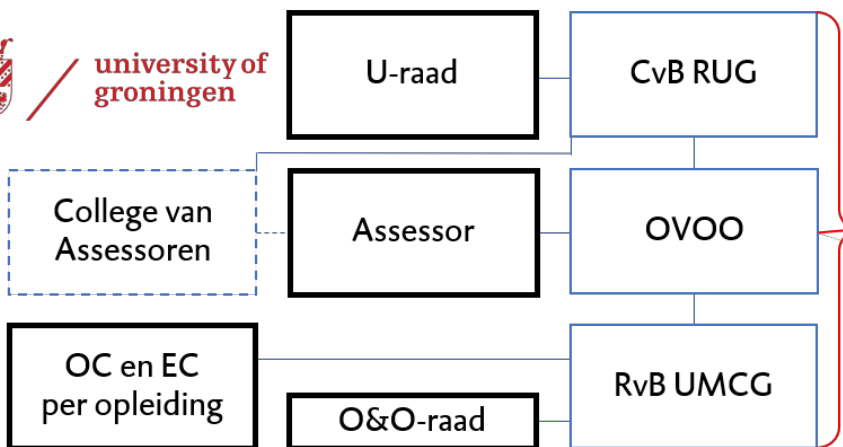 university of
groningen
U-raad
CvB RUG
College van
Assessoren
Assessor
OVOO
OC en EC
per opleiding
O&O-raad
RvB UMCG